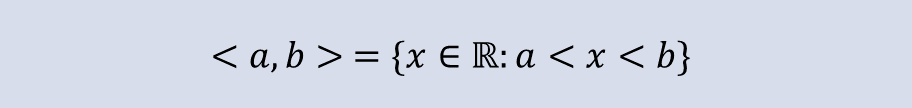 < a, b > = {x ∈ ℝ: a < x < b}